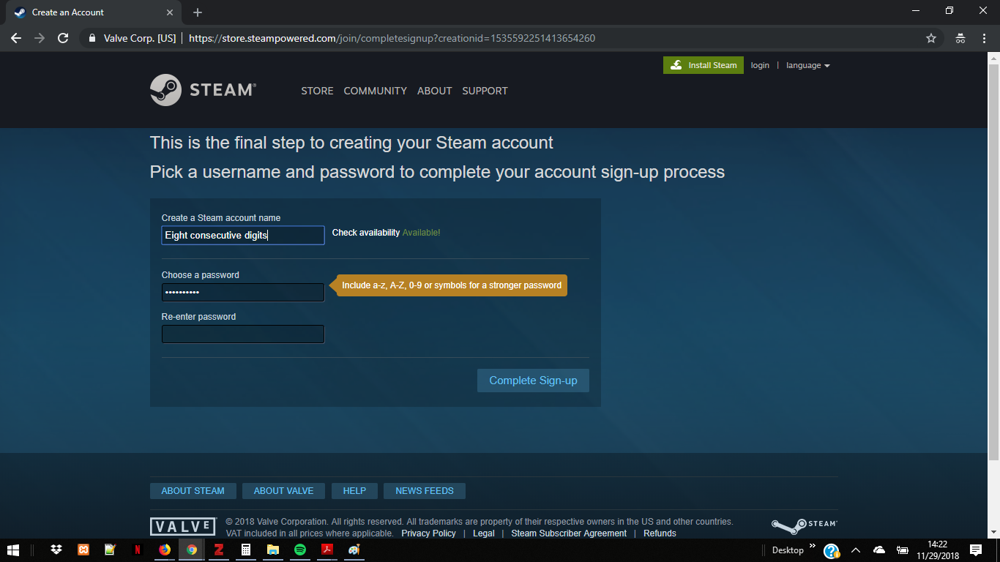 Create an Account
Valve Corp. [US] https://store.steampowered.com/join/completesignup?creationid=1535592251413654260
Install Steam login | language
STEAM® STORE COMMUNITY ABOUT SUPPORT
This is the final step to creating your Steam account
Pick a username and password to complete your account sign-up process
Create a Steam account name
Eight consecutive digits Check availability Available!
Choose a password
•••••••••• Include a-z, A-Z, 0-9 or symbols for a stronger password
Re-enter password
Complete Sign-up
ABOUT STEAM ABOUT VALVE HELP NEWS FEEDS
VALVE © 2018 Valve Corporation. All rights reserved. All trademarks are property of their respective owners in the US and other countries. STEAM
VAT included in all prices where applicable. Privacy Policy | Legal | Steam Subscriber Agreement | Refunds
Desktop 14:22
11/29/2018